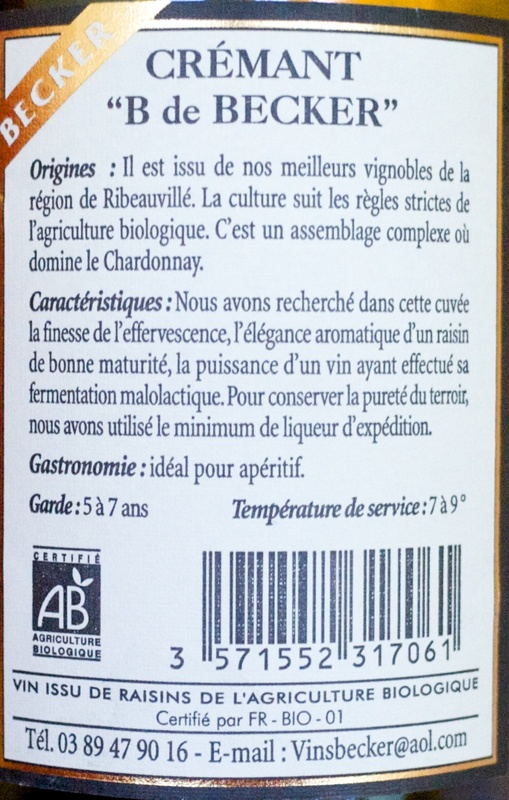 BECKER
CRÉMANT
“B de BECKER”
Origines : Il est issu de nos meilleurs vignobles de la
région de Ribeauvillé. La culture suit les règles strictes de
l'agriculture biologique. C'est un assemblage complexe où
domine le Chardonnay.
Caractéristiques : Nous avons recherché dans cette cuvée
la finesse de l'effervescence, l'élégance aromatique d'un raisin
de bonne maturité, la puissance d'un vin ayant effectué sa
fermentation malolactique. Pour conserver la pureté du terroir,
nous avons utilisé le minimum de liqueur d'expédition.
Gastronomie : idéal pour apéritif.
Garde : 5 à 7 ans Température de service : 7 à 9°
CERTIFIÉ
AB
AGRICULTURE
BIOLOGIQUE
3 571552 317061
VIN ISSU DE RAISINS DE L'AGRICULTURE BIOLOGIQUE
Certifié par FR - BIO - 01
Tél. 03 89 47 90 16 - E-mail : Vinsbecker@aol.com